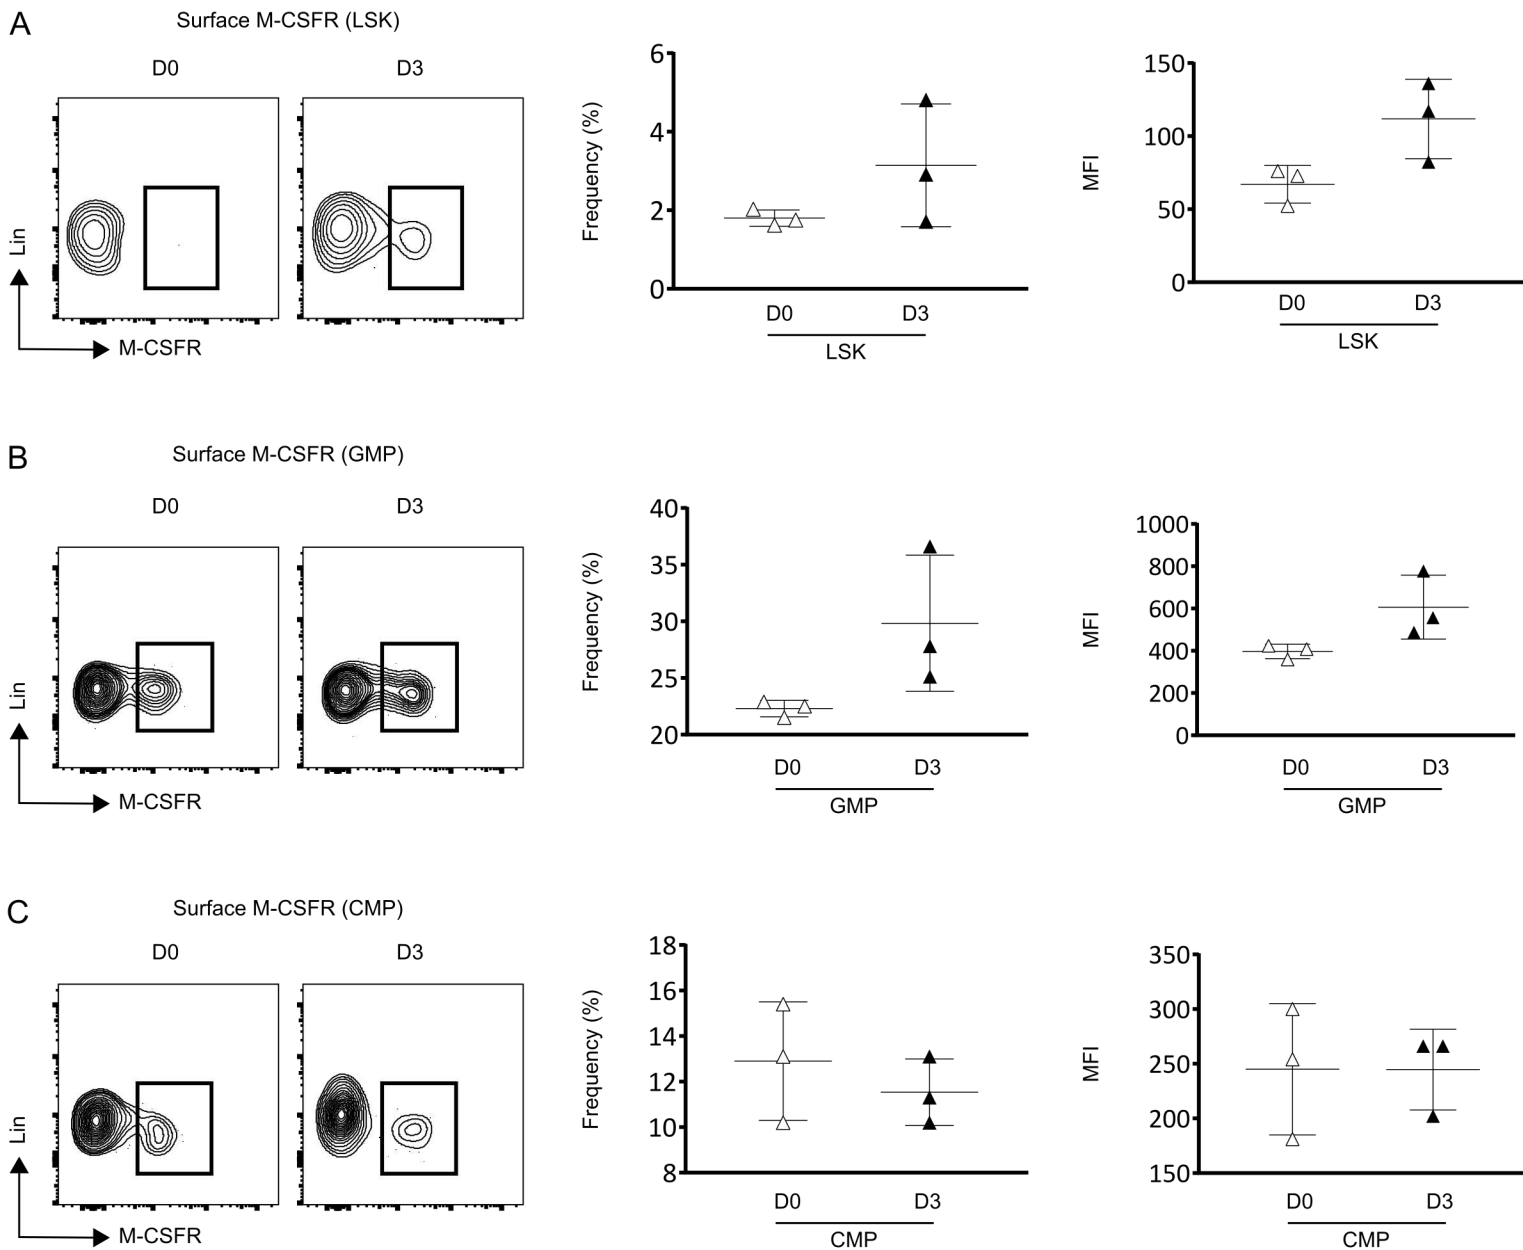 A
Surface M-CSFR (LSK)
D0
D3
Lin
M-CSFR
Frequency (%)
6
4
2
0
D0
D3
LSK
MFI
150
100
50
0
D0
D3
LSK
B
Surface M-CSFR (GMP)
D0
D3
Lin
M-CSFR
Frequency (%)
40
35
30
25
20
D0
D3
GMP
MFI
1000
800
600
400
200
0
D0
D3
GMP
C
Surface M-CSFR (CMP)
D0
D3
Lin
M-CSFR
Frequency (%)
18
16
14
12
10
8
D0
D3
CMP
MFI
350
300
250
200
150
D0
D3
CMP